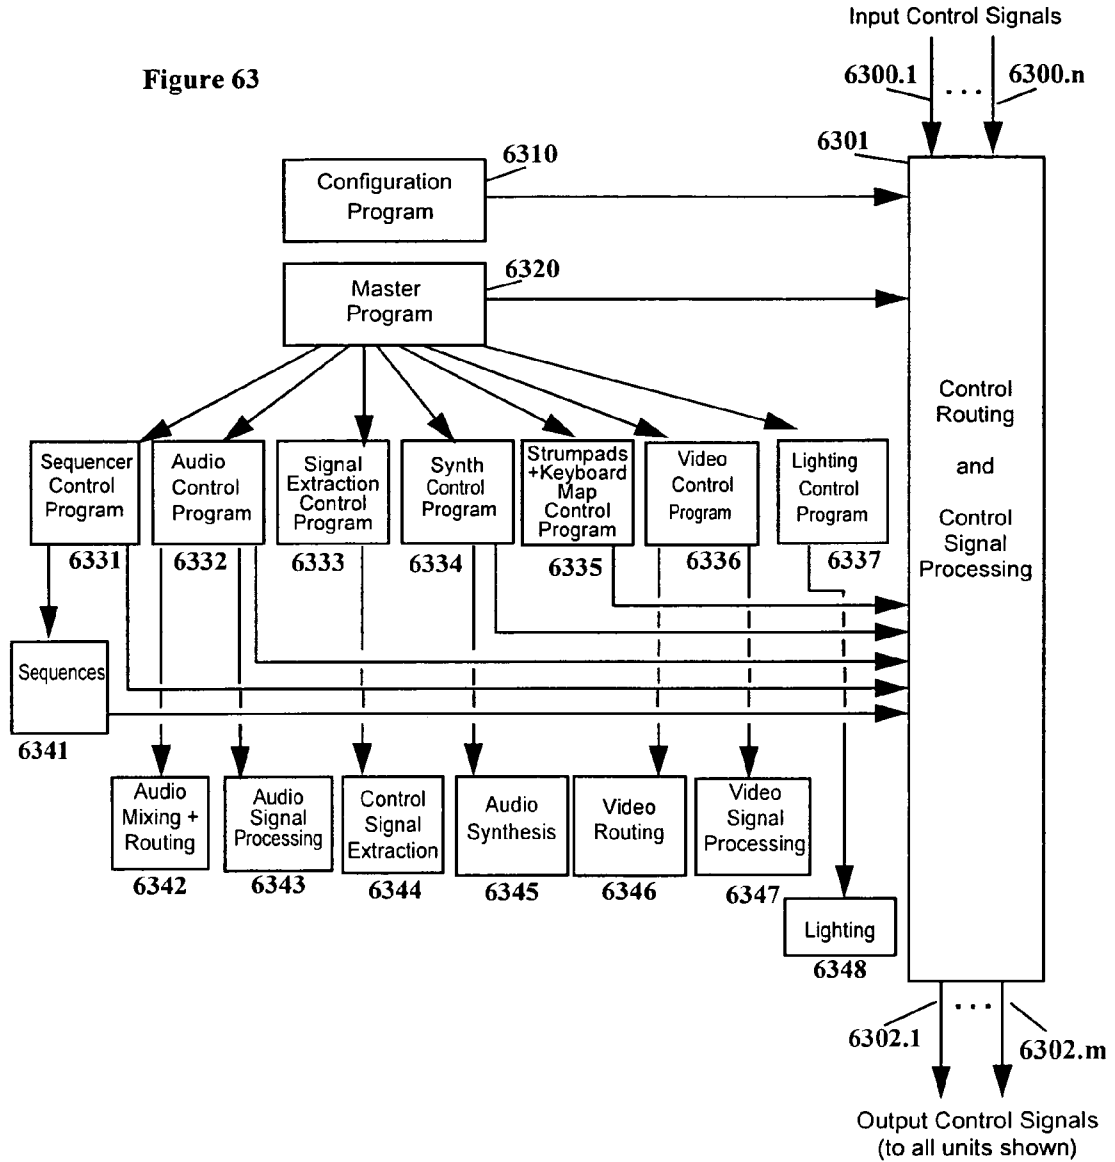 Input Control Signals
Figure 63
6300.1
. . .
6300.n
6301
6310
Configuration
Program
6320
Master
Program
Control
Routing
and
Control
Signal
Processing
Sequencer
Control
Program
Audio
Control
Program
Signal
Extraction
Control
Program
Synth
Control
Program
Strumpads
+Keyboard
Map
Control
Program
Video
Control
Program
Lighting
Control
Program
6331
6332
6333
6334
6335
6336
6337
Sequences
6341
Audio
Mixing +
Routing
Audio
Signal
Processing
Control
Signal
Extraction
Audio
Synthesis
Video
Routing
Video
Signal
Processing
6342
6343
6344
6345
6346
6347
Lighting
6348
6302.1
. . .
6302.m
Output Control Signals
(to all units shown)